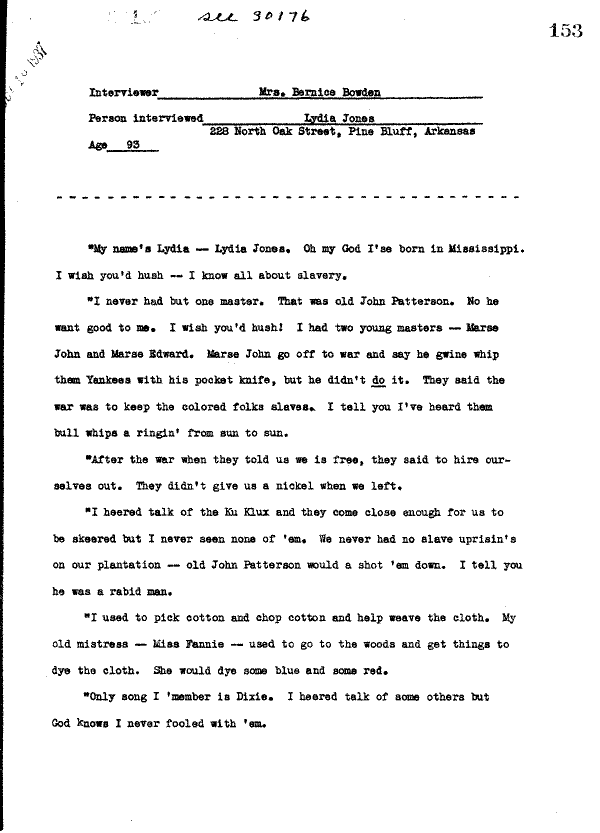 see 30176
153
1937
Interviewer Mrs. Bernice Bowden
Person interviewed Lydia Jones
228 North Oak Street, Pine Bluff, Arkansas
Age 93
"My name's Lydia -- Lydia Jones. Oh my God I'se born in Mississippi.
I wish you'd hush -- I know all about slavery.
"I never had but one master. That was old John Patterson. No he
want good to me. I wish you'd hush! I had two young masters -- Marse
John and Marse Edward. Marse John go off to war and say he gwine whip
them Yankees with his pocket knife, but he didn't do it. They said the
war was to keep the colored folks slaves. I tell you I've heard them
bull whips a ringin' from sun to sun.
"After the war when they told us we is free, they said to hire our-
selves out. They didn't give us a nickel when we left.
"I heered talk of the Ku Klux and they come close enough for us to
be skeered but I never seen none of 'em. We never had no slave uprisin's
on our plantation -- old John Patterson would a shot 'em down. I tell you
he was a rabid man.
"I used to pick cotton and chop cotton and help weave the cloth. My
old mistress -- Miss Fannie -- used to go to the woods and get things to
dye the cloth. She would dye some blue and some red.
"Only song I 'member is Dixie. I heered talk of some others but
God knows I never fooled with 'em.